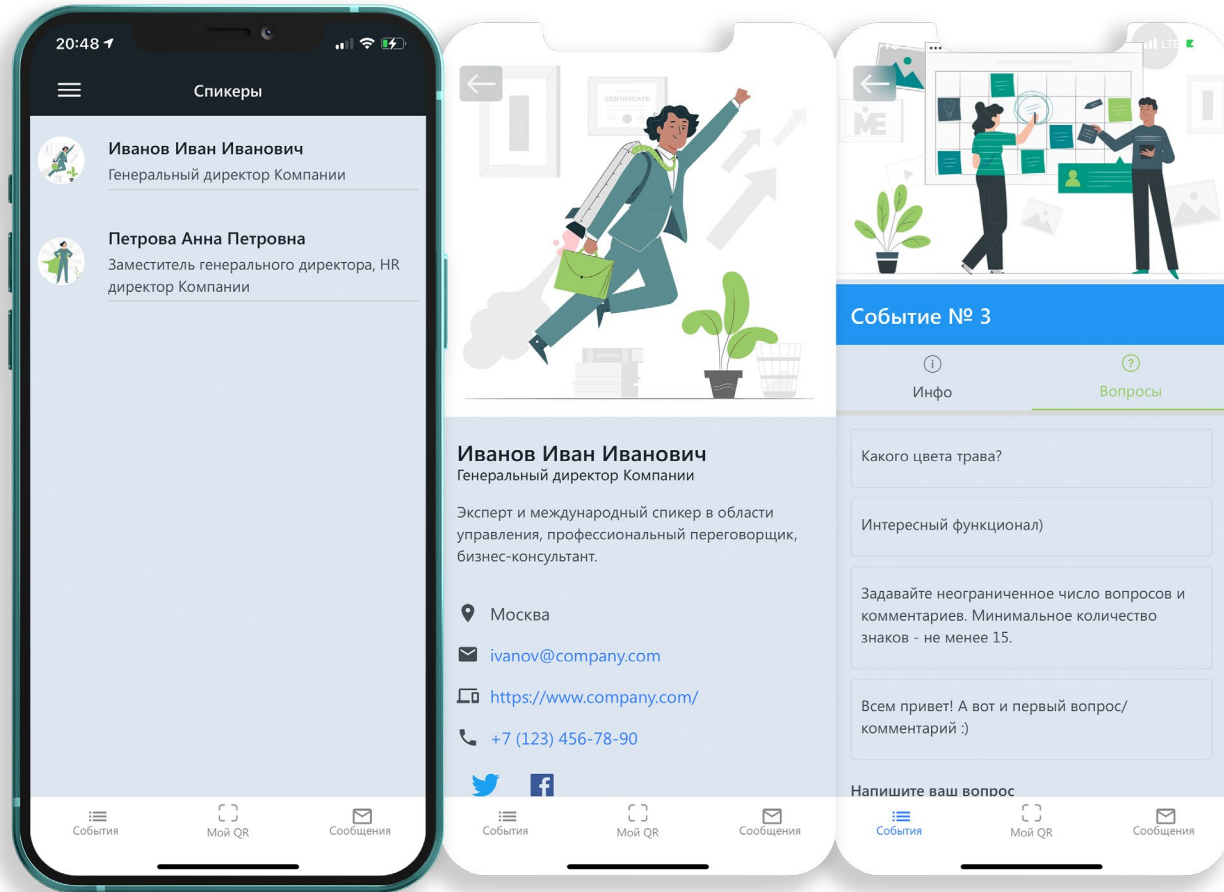 20:48
Спикеры
Иванов Иван Иванович
Генеральный директор Компании
Петрова Анна Петровна
Заместитель генерального директора, HR
директор Компании
События
Мой QR
Сообщения
CERTIFICATE
Иванов Иван Иванович
Генеральный директор Компании
Эксперт и международный спикер в области
управления, профессиональный переговорщик,
бизнес-консультант.
Москва
ivanov@company.com
https://www.company.com/
+7 (123) 456-78-90
События
Мой QR
Сообщения
LTE
ME
Событие № 3
Инфо
Вопросы
Какого цвета трава?
Интересный функционал)
Задавайте неограниченное число вопросов и
комментариев. Минимальное количество
знаков - не менее 15.
Всем привет! А вот и первый вопрос/
комментарий :)
Напишите ваш вопрос
События
Мой QR
Сообщения